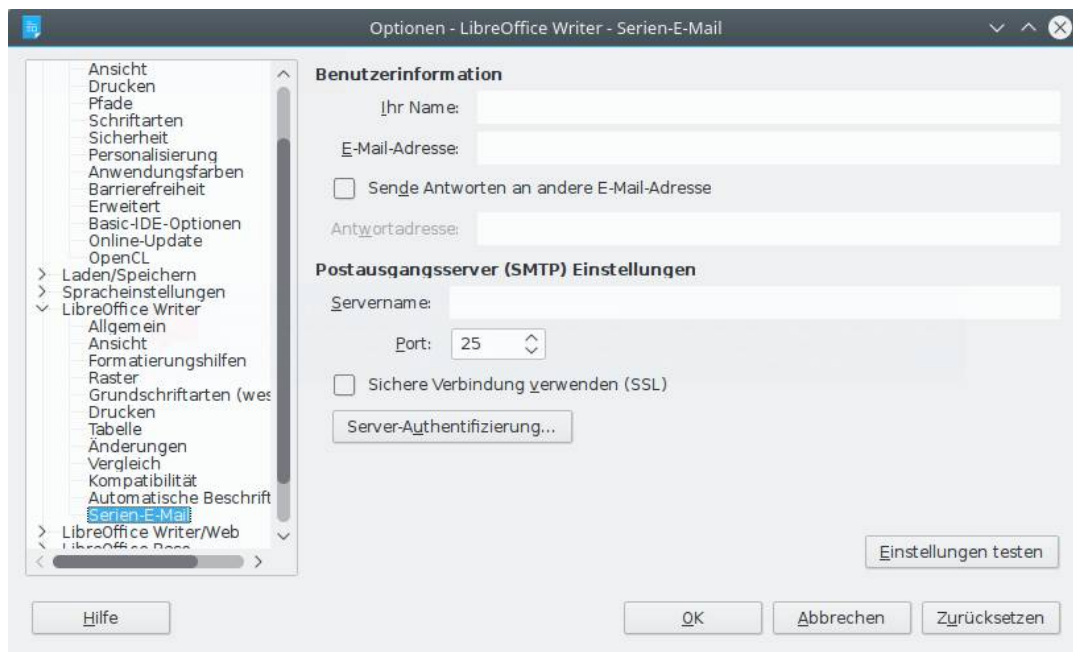 Optionen - LibreOffice Writer - Serien-E-Mail
Ansicht
Drucken
Pfade
Schriftarten
Sicherheit
Personalisierung
Anwendungsfarben
Barrierefreiheit
Erweitert
Basic-IDE-Optionen
Online-Update
OpenCL
Laden/Speichern
Spracheinstellungen
LibreOffice Writer
Allgemein
Ansicht
Formatierungshilfen
Raster
Grundschriftarten (wes
Drucken
Tabelle
Änderungen
Vergleich
Kompatibilität
Automatische Beschrift
Serien-E-Mail
LibreOffice Writer/Web
LibreOffice Base
Benutzerinformation
Ihr Name:
E-Mail-Adresse:
Sende Antworten an andere E-Mail-Adresse
Antwortadresse:
Postausgangsserver (SMTP) Einstellungen
Servername:
Port: 25
Sichere Verbindung verwenden (SSL)
Server-Authentifizierung...
Einstellungen testen
Hilfe
OK
Abbrechen
Zurücksetzen